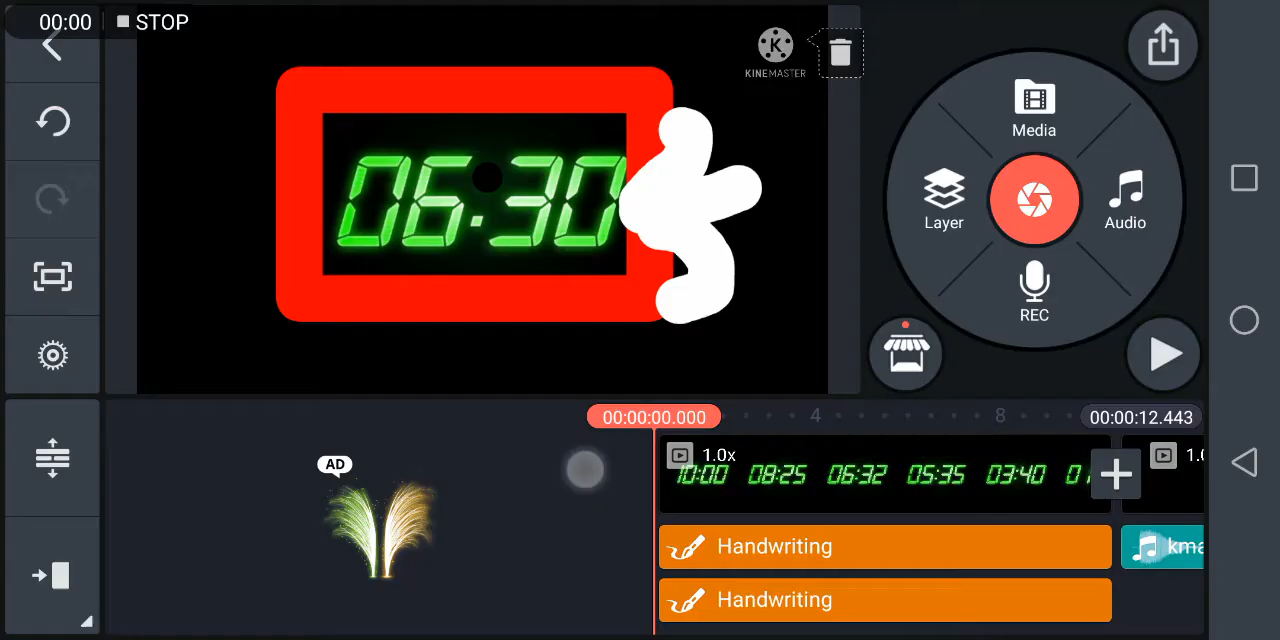 00:00 STOP
K
KINEMASTER
06:30
Media
Layer
Audio
REC
00:00:00.000
4
8
00:00:12.443
AD
1.0x
10:00 08:25 06:32 05:35 03:40
Handwriting
kma
Handwriting